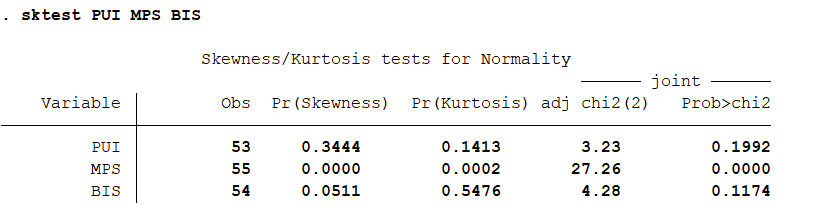 . sktest PUI MPS BIS
Skewness/Kurtosis tests for Normality
joint
Variable Obs Pr(Skewness) Pr(Kurtosis) adj chi2(2) Prob>chi2
PUI 53 0.3444 0.1413 3.23 0.1992
MPS 55 0.0000 0.0002 27.26 0.0000
BIS 54 0.0511 0.5476 4.28 0.1174